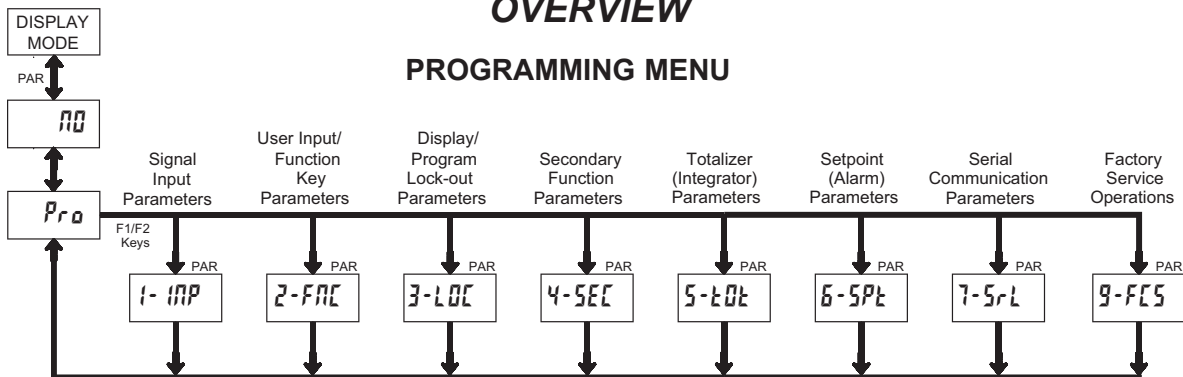 OVERVIEW
PROGRAMMING MENU
DISPLAY
MODE
PAR
NO
Pro
F1/F2
Keys
Signal
Input
Parameters
User Input/
Function
Key
Parameters
Display/
Program
Lock-out
Parameters
Secondary
Function
Parameters
Totalizer
(Integrator)
Parameters
Setpoint
(Alarm)
Parameters
Serial
Communication
Parameters
Factory
Service
Operations
PAR
PAR
PAR
PAR
PAR
PAR
PAR
PAR
1-INP
2-FNC
3-LOC
4-SEC
5-tOt
6-SPt
7-SrL
9-FCS